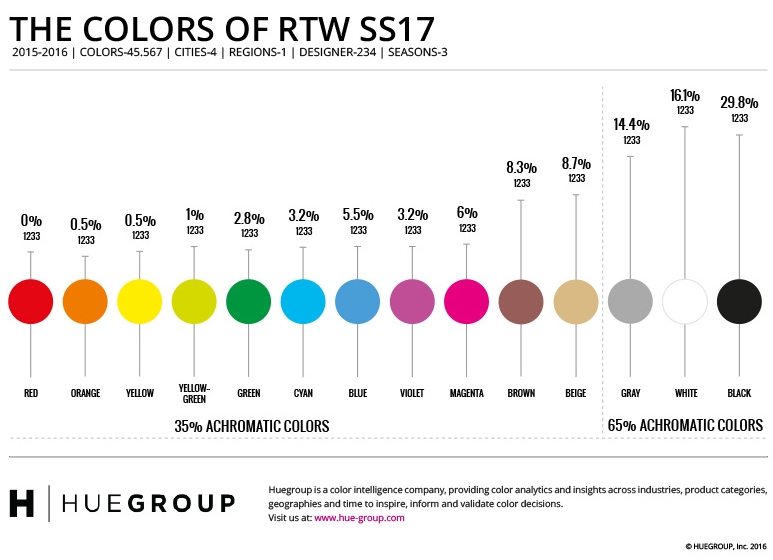 THE COLORS OF RTW SS17
2015-2016 | COLORS-45.567 | CITIES-4 | REGIONS-1 | DESIGNER-234 | SEASONS-3
0%
1233
0.5%
1233
0.5%
1233
1%
1233
2.8%
1233
3.2%
1233
5.5%
1233
3.2%
1233
6%
1233
8.3%
1233
8.7%
1233
14.4%
1233
16.1%
1233
29.8%
1233
RED
ORANGE
YELLOW
YELLOW-
GREEN
GREEN
CYAN
BLUE
VIOLET
MAGENTA
BROWN
BEIGE
GRAY
WHITE
BLACK
35% ACHROMATIC COLORS
65% ACHROMATIC COLORS
H | HUEGROUP
Huegroup is a color intelligence company, providing color analytics and insights across industries, product categories,
geographies and time to inspire, inform and validate color decisions.
Visit us at: www.hue-group.com
© HUEGROUP, Inc. 2016